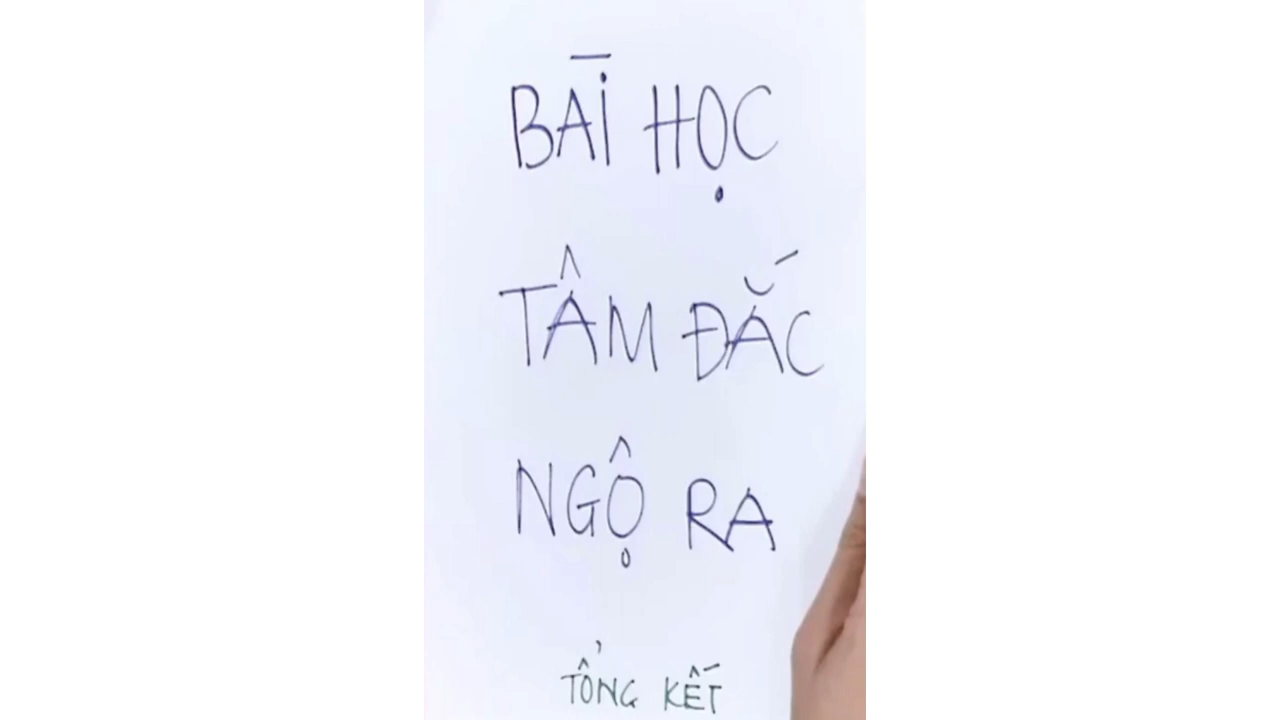 BÀI HỌC
TÂM ĐẮC
NGỘ RA
TỔNG KẾT